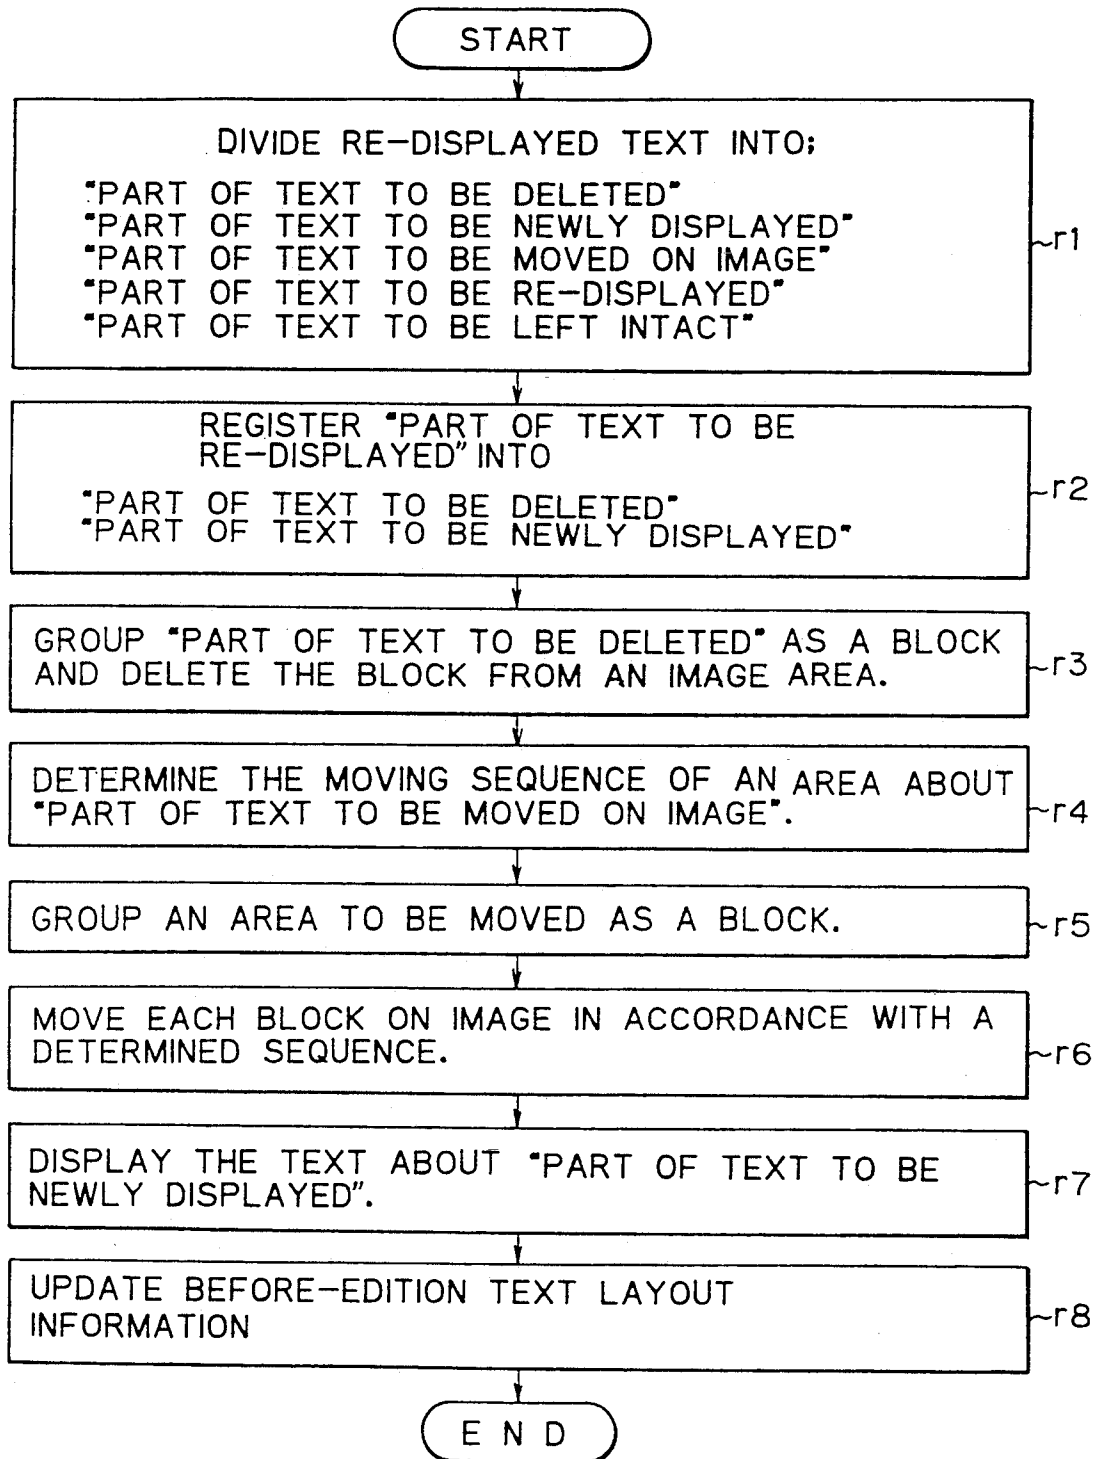 START
DIVIDE RE-DISPLAYED TEXT INTO;
"PART OF TEXT TO BE DELETED"
"PART OF TEXT TO BE NEWLY DISPLAYED"
"PART OF TEXT TO BE MOVED ON IMAGE"
"PART OF TEXT TO BE RE-DISPLAYED"
"PART OF TEXT TO BE LEFT INTACT"
r1
REGISTER "PART OF TEXT TO BE
RE-DISPLAYED" INTO
"PART OF TEXT TO BE DELETED"
"PART OF TEXT TO BE NEWLY DISPLAYED"
r2
GROUP "PART OF TEXT TO BE DELETED" AS A BLOCK
AND DELETE THE BLOCK FROM AN IMAGE AREA.
r3
DETERMINE THE MOVING SEQUENCE OF AN AREA ABOUT
"PART OF TEXT TO BE MOVED ON IMAGE".
r4
GROUP AN AREA TO BE MOVED AS A BLOCK.
r5
MOVE EACH BLOCK ON IMAGE IN ACCORDANCE WITH A
DETERMINED SEQUENCE.
r6
DISPLAY THE TEXT ABOUT "PART OF TEXT TO BE
NEWLY DISPLAYED".
r7
UPDATE BEFORE-EDITION TEXT LAYOUT
INFORMATION
r8
END